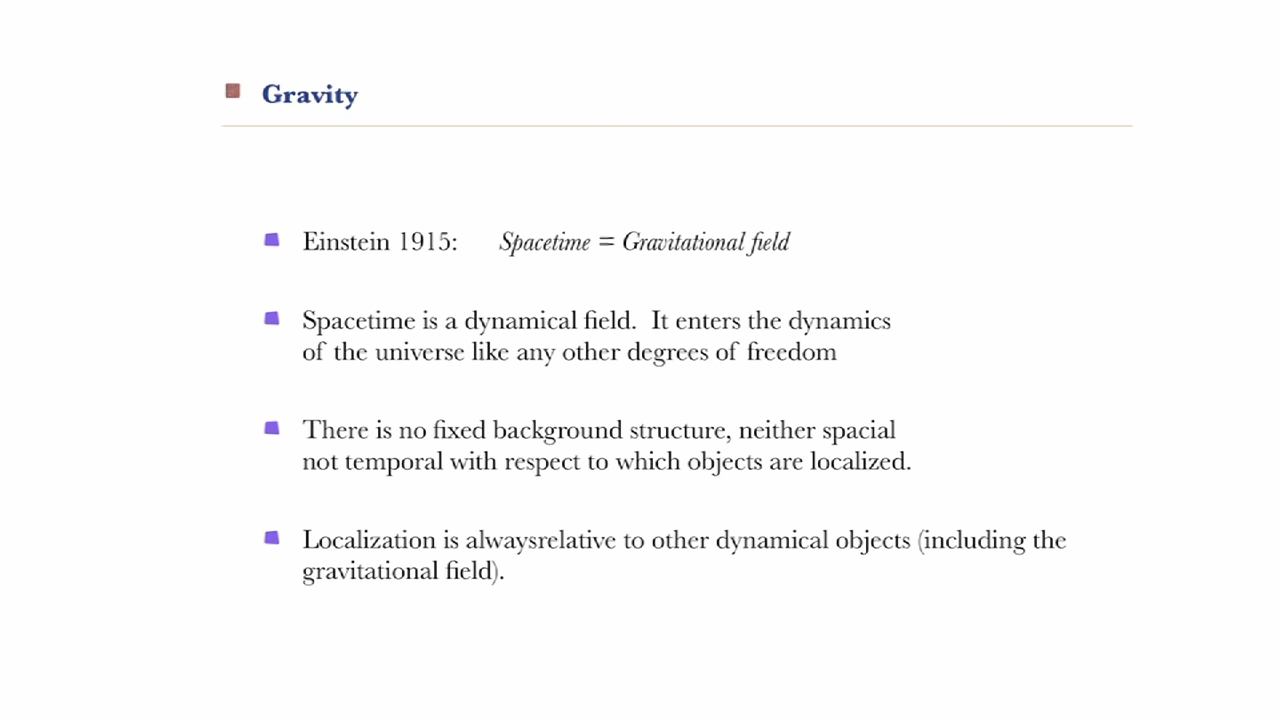 Gravity
Einstein 1915: Spacetime = Gravitational field
Spacetime is a dynamical field. It enters the dynamics
of the universe like any other degrees of freedom
There is no fixed background structure, neither spacial
not temporal with respect to which objects are localized.
Localization is alwaysrelative to other dynamical objects (including the
gravitational field).